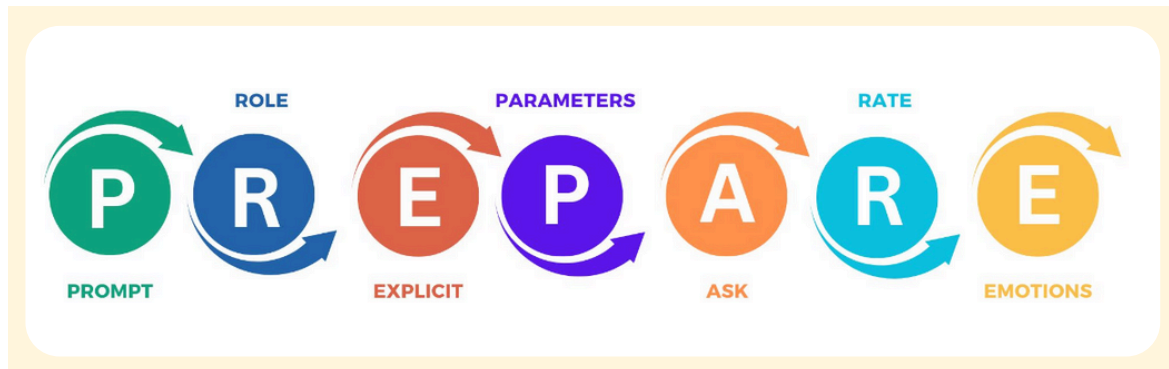 ROLE
PARAMETERS
RATE
P
R
E
P
A
R
E
PROMPT
EXPLICIT
ASK
EMOTIONS